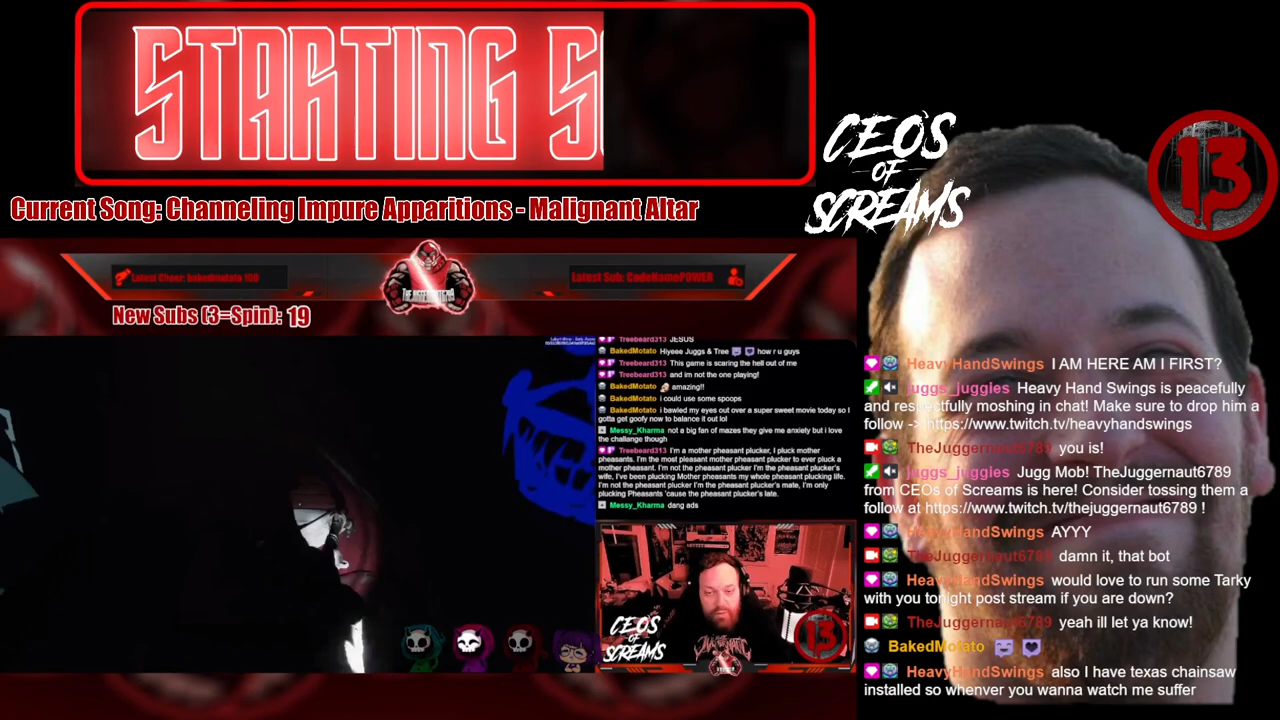 STARTING S
CEO'S
OF
SCREAMS
13
Current Song: Channeling Impure Apparitions - Malignant Altar
Latest Cheer: bakedmotato 100
Latest Sub: CodeNamePOWER
New Subs (3=Spin): 19
Treebeard313 JESUS
BakedMotato Hiyeee Juggs & Tree how r u guys
Treebeard313 This game is scaring the hell out of me
Treebeard313 and im not the one playing!
BakedMotato amazing!!
BakedMotato i could use some spoops
BakedMotato i bawled my eyes out over a super sweet movie today so I
gotta get goofy now to balance it out lol
Messy_Kharma not a big fan of mazes they give me anxiety but i love
the challange though
Treebeard313 I'm a mother pheasant plucker, I pluck mother
pheasants. I'm the most pleasant mother pheasant plucker to ever pluck a
mother pheasant. I'm not the pheasant plucker I'm the pheasant plucker's
wife, I've been plucking Mother pheasants my whole pheasant plucking life.
I'm not the pheasant plucker I'm the pheasant plucker's mate, I'm only
plucking Pheasants 'cause the pheasant plucker's late.
Messy_Kharma dang ads
CEO'S
OF
SCREAMS
13
HeavyHandSwings I AM HERE AM I FIRST?
juggs_juggies Heavy Hand Swings is peacefully
and respectfully moshing in chat! Make sure to drop him a
follow -> https://www.twitch.tv/heavyhandswings
TheJuggernaut6789 you is!
juggs_juggies Jugg Mob! TheJuggernaut6789
from CEOs of Screams is here! Consider tossing them a
follow at https://www.twitch.tv/thejuggernaut6789 !
HeavyHandSwings AYYY
TheJuggernaut6789 damn it, that bot
HeavyHandSwings would love to run some Tarky
with you tonight post stream if you are down?
TheJuggernaut6789 yeah ill let ya know!
BakedMotato
HeavyHandSwings also I have texas chainsaw
installed so whenver you wanna watch me suffer